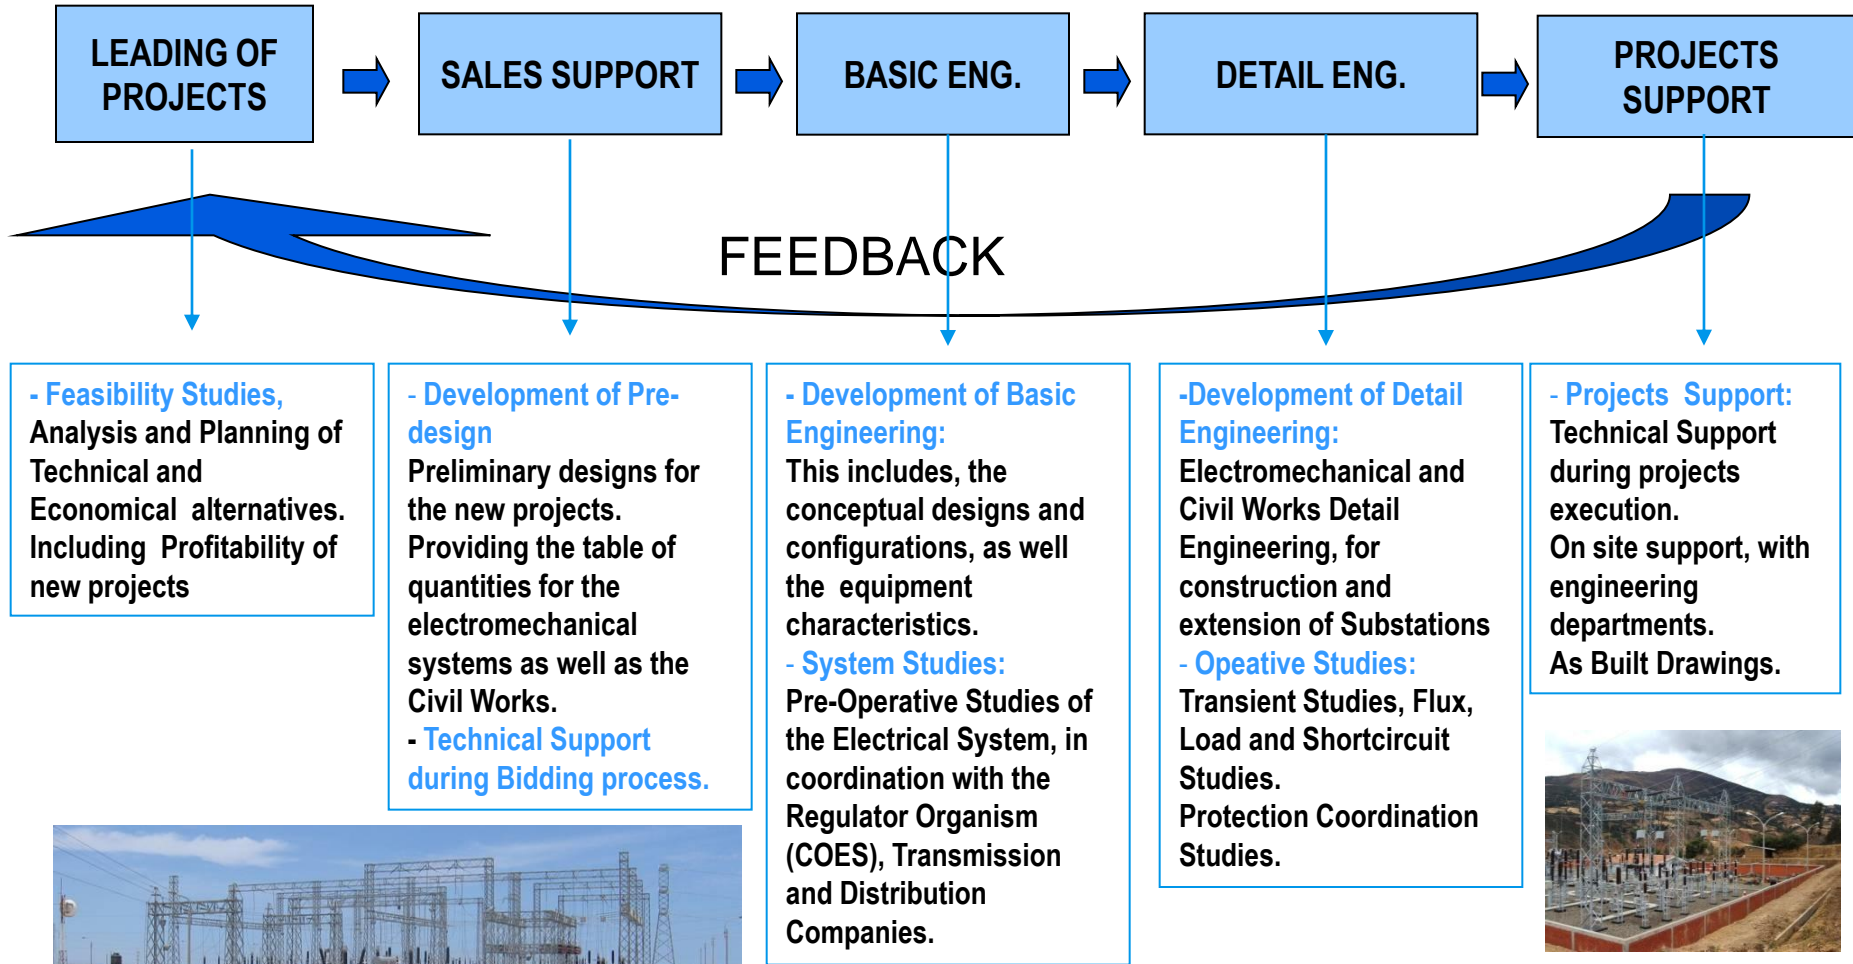 LEADING OF
PROJECTS
SALES SUPPORT
BASIC ENG.
DETAIL ENG.
PROJECTS
SUPPORT
FEEDBACK
- Feasibility Studies,
Analysis and Planning of
Technical and
Economical alternatives.
Including Profitability of
new projects
- Development of Pre-
design
Preliminary designs for
the new projects.
Providing the table of
quantities for the
electromechanical
systems as well as the
Civil Works.
- Technical Support
during Bidding process.
- Development of Basic
Engineering:
This includes, the
conceptual designs and
configurations, as well
the equipment
characteristics.
- System Studies:
Pre-Operative Studies of
the Electrical System, in
coordination with the
Regulator Organism
(COES), Transmission
and Distribution
Companies.
-Development of Detail
Engineering:
Electromechanical and
Civil Works Detail
Engineering, for
construction and
extension of Substations
- Opeative Studies:
Transient Studies, Flux,
Load and Shortcircuit
Studies.
Protection Coordination
Studies.
- Projects Support:
Technical Support
during projects
execution.
On site support, with
engineering
departments.
As Built Drawings.